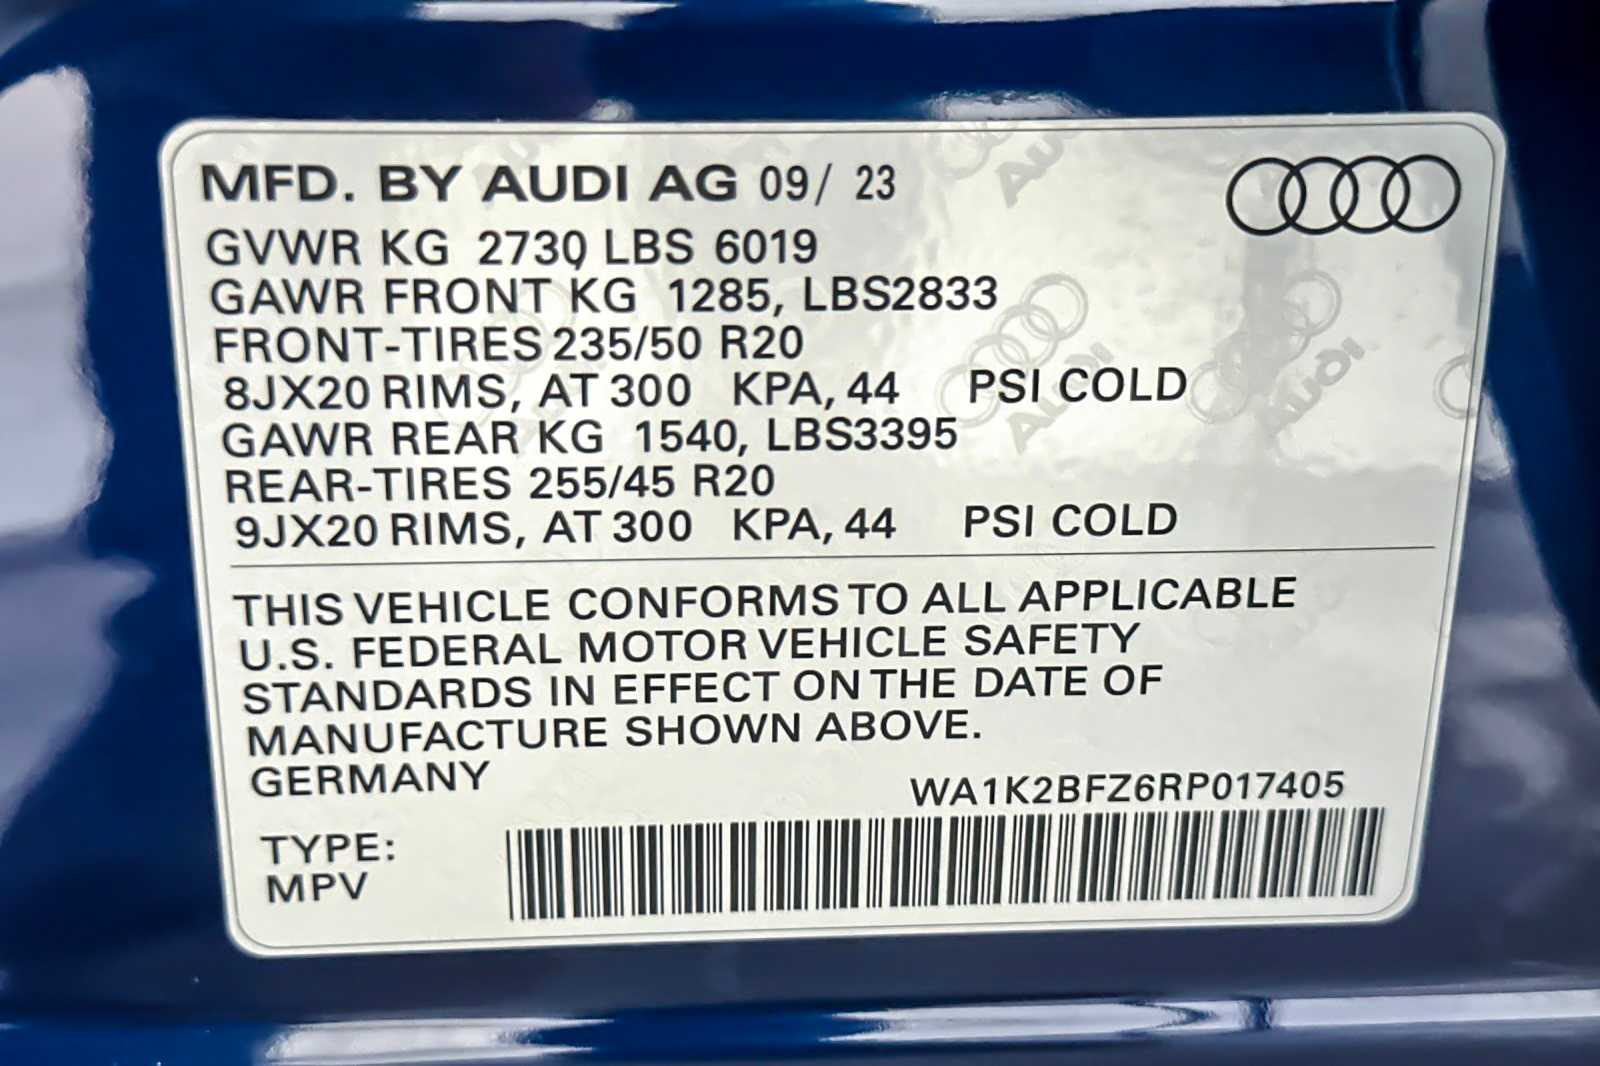 MFD. BY AUDI AG 09/ 23
GVWR KG 2730 LBS 6019
GAWR FRONT KG 1285, LBS2833
FRONT-TIRES 235/50 R20
8JX20 RIMS, AT 300 KPA, 44 PSI COLD
GAWR REAR KG 1540, LBS3395
REAR-TIRES 255/45 R20
9JX20 RIMS, AT 300 KPA, 44 PSI COLD
THIS VEHICLE CONFORMS TO ALL APPLICABLE
U.S. FEDERAL MOTOR VEHICLE SAFETY
STANDARDS IN EFFECT ON THE DATE OF
MANUFACTURE SHOWN ABOVE.
GERMANY
WA1K2BFZ6RP017405
TYPE:
MPV
AUDI
AUDI
AUDI